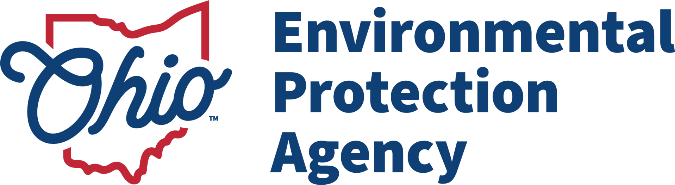 Ohio™
Environmental
Protection
Agency